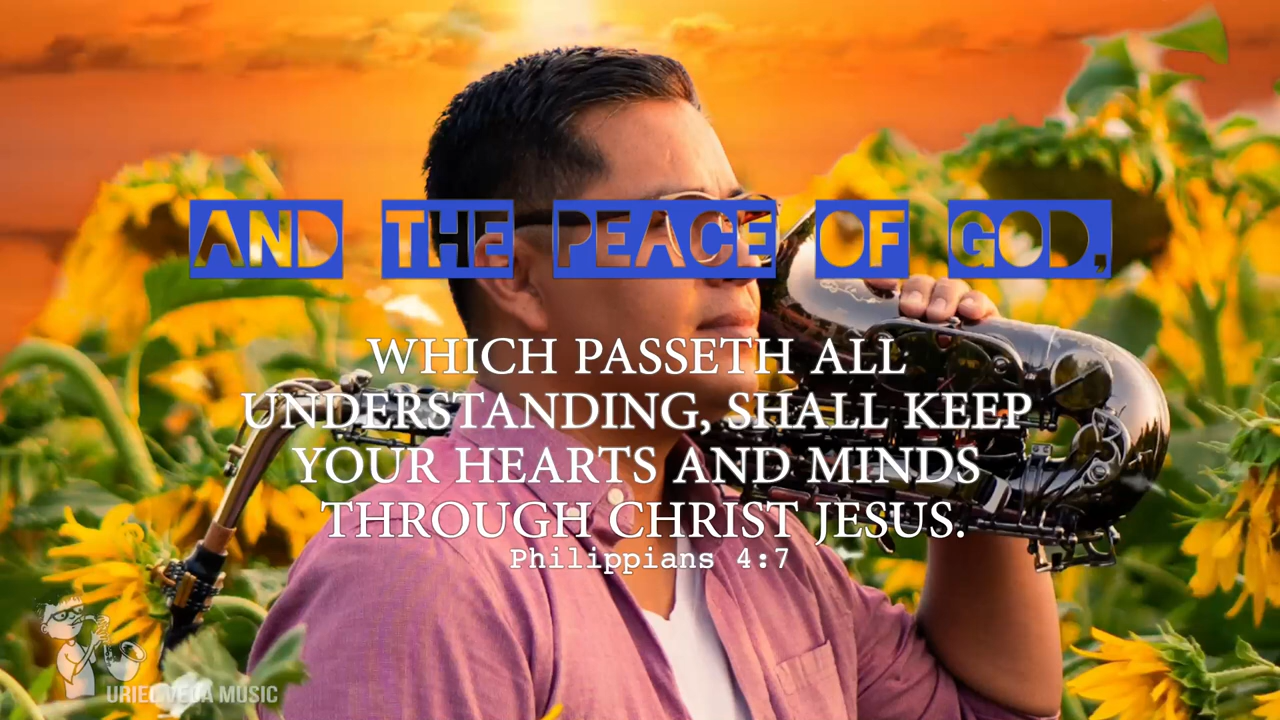 AND THE PEACE OF GOD,
WHICH PASSETH ALL
UNDERSTANDING, SHALL KEEP
YOUR HEARTS AND MINDS
THROUGH CHRIST JESUS.
Philippians 4:7
URIEL VEGA MUSIC